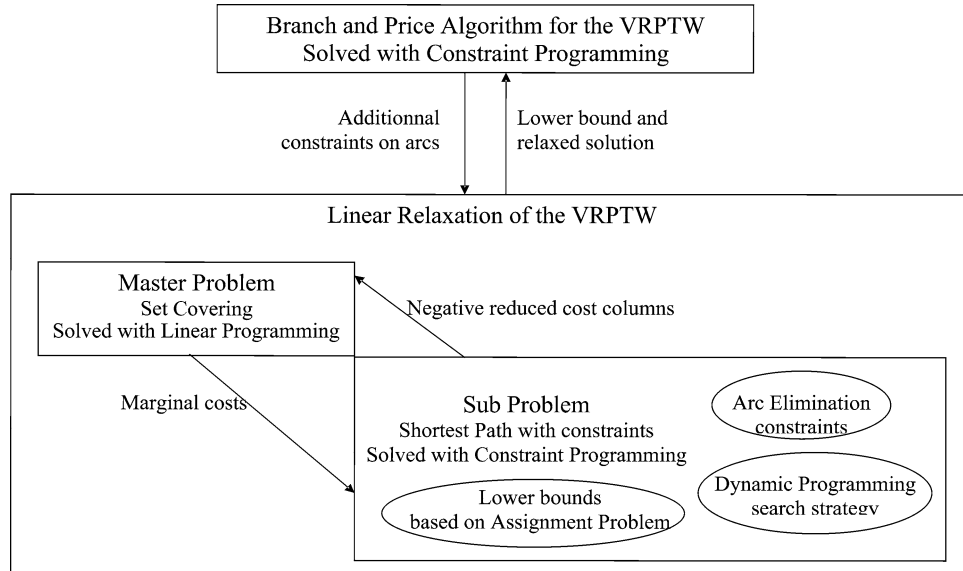 Branch and Price Algorithm for the VRPTW
Solved with Constraint Programming
Additionnal
constraints on arcs
Lower bound and
relaxed solution
Linear Relaxation of the VRPTW
Master Problem
Set Covering
Solved with Linear Programming
Negative reduced cost columns
Marginal costs
Sub Problem
Shortest Path with constraints
Solved with Constraint Programming
Arc Elimination
constraints
Lower bounds
based on Assignment Problem
Dynamic Programming
search strategy